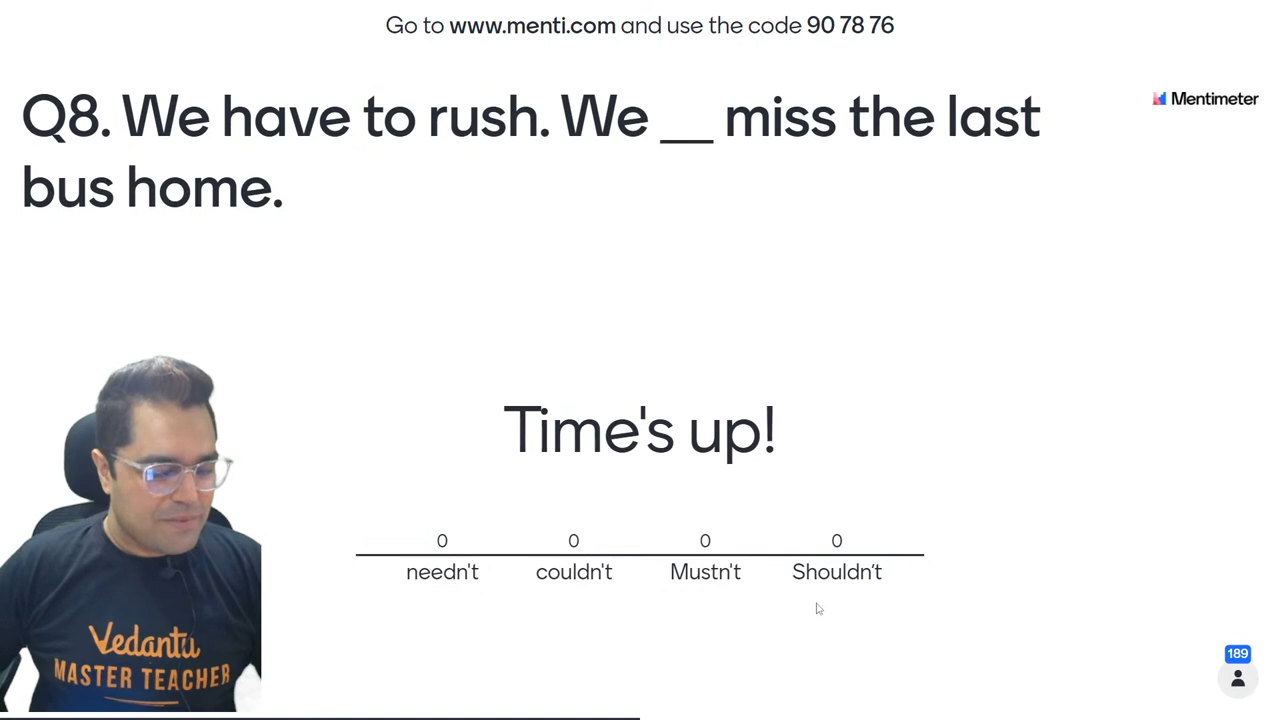 Go to www.menti.com and use the code 90 78 76
Q8. We have to rush. We __ miss the last
bus home.
Mentimeter
Time's up!
0 0 0 0
needn't couldn't Mustn't Shouldn't
Vedantu
MASTER TEACHER
189